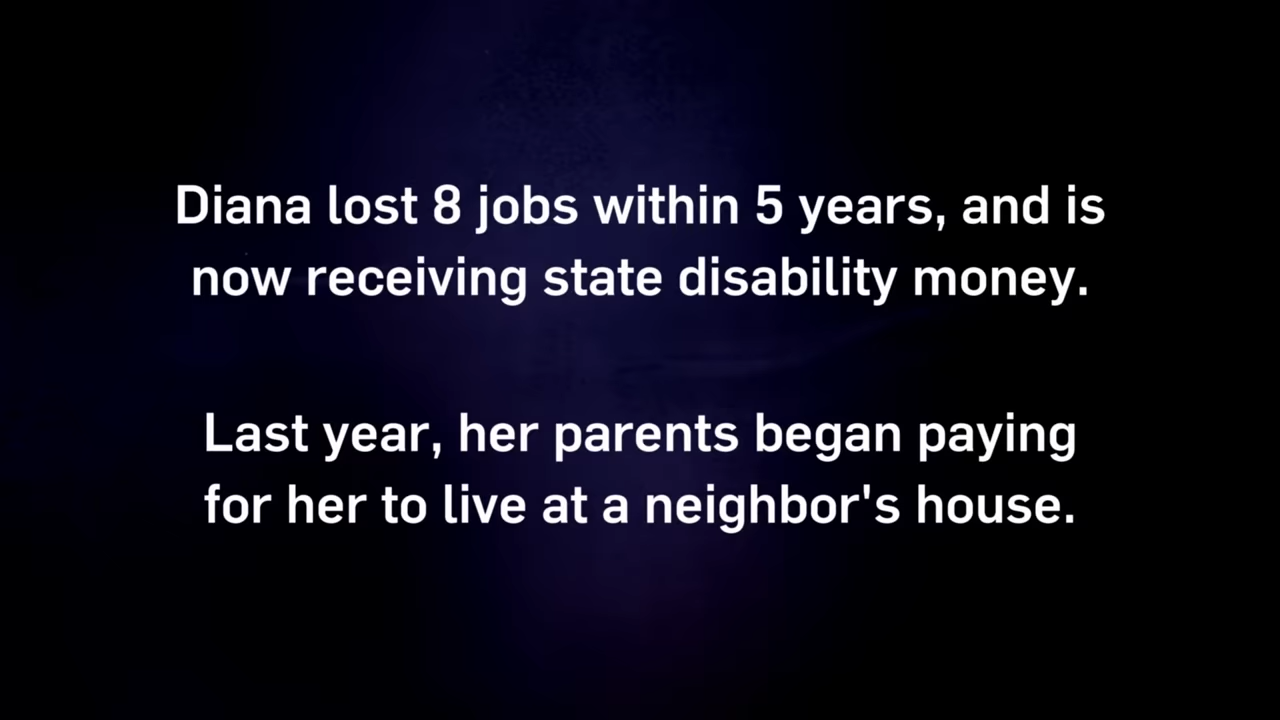 Diana lost 8 jobs within 5 years, and is
now receiving state disability money.
Last year, her parents began paying
for her to live at a neighbor's house.